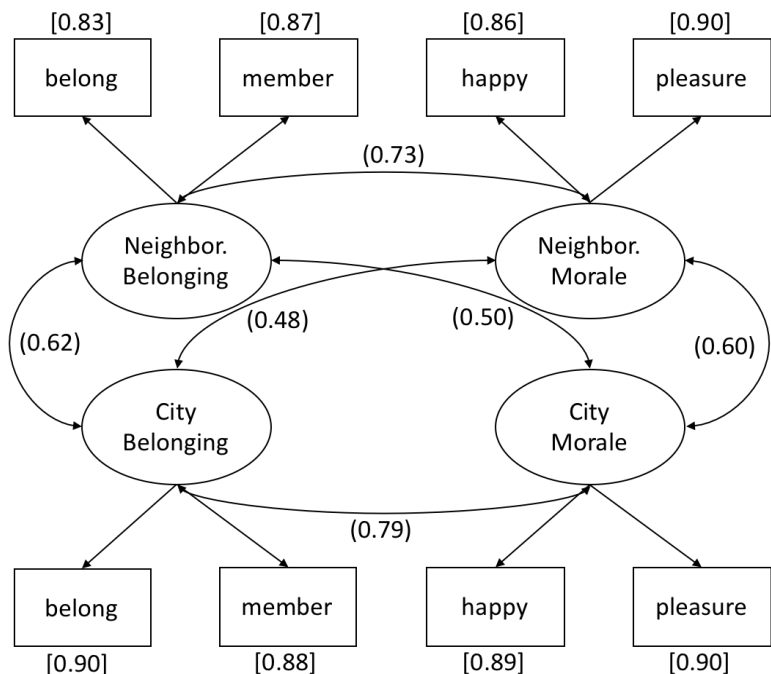 [0.83] [0.87] [0.86] [0.90]
belong member happy pleasure
(0.73)
Neighbor.
Belonging
Neighbor.
Morale
(0.48) (0.50)
(0.62) (0.60)
City
Belonging
City
Morale
(0.79)
belong member happy pleasure
[0.90] [0.88] [0.89] [0.90]